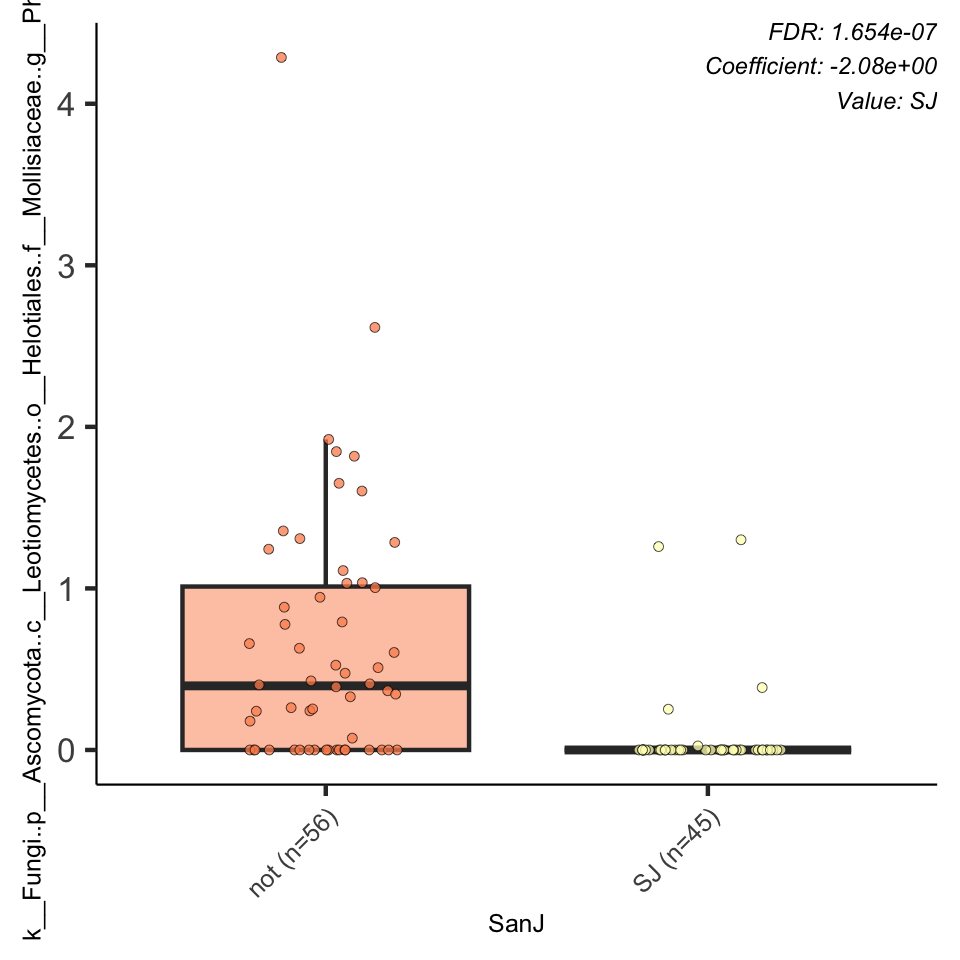 FDR: 1.654e-07
Coefficient: -2.08e+00
Value: SJ
k__Fungi..p__Ascomycota..c__Leotiomycetes..o__Helotiales..f__Mollisiaceae..g__Ph
4
3
2
1
0
not (n=56)
SJ (n=45)
SanJ